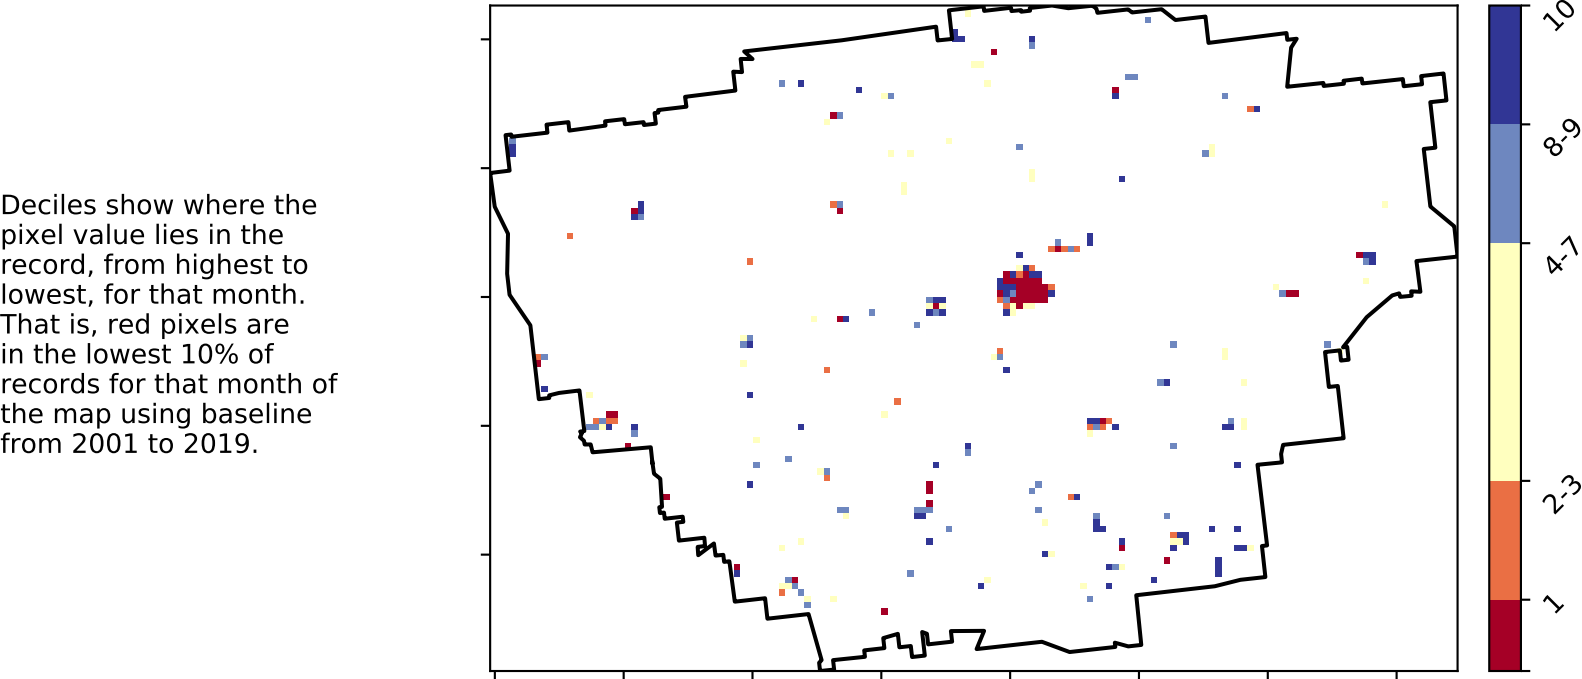 Deciles show where the
pixel value lies in the
record, from highest to
lowest, for that month.
That is, red pixels are
in the lowest 10% of
records for that month of
the map using baseline
from 2001 to 2019.
10
8-9
4-7
2-3
1